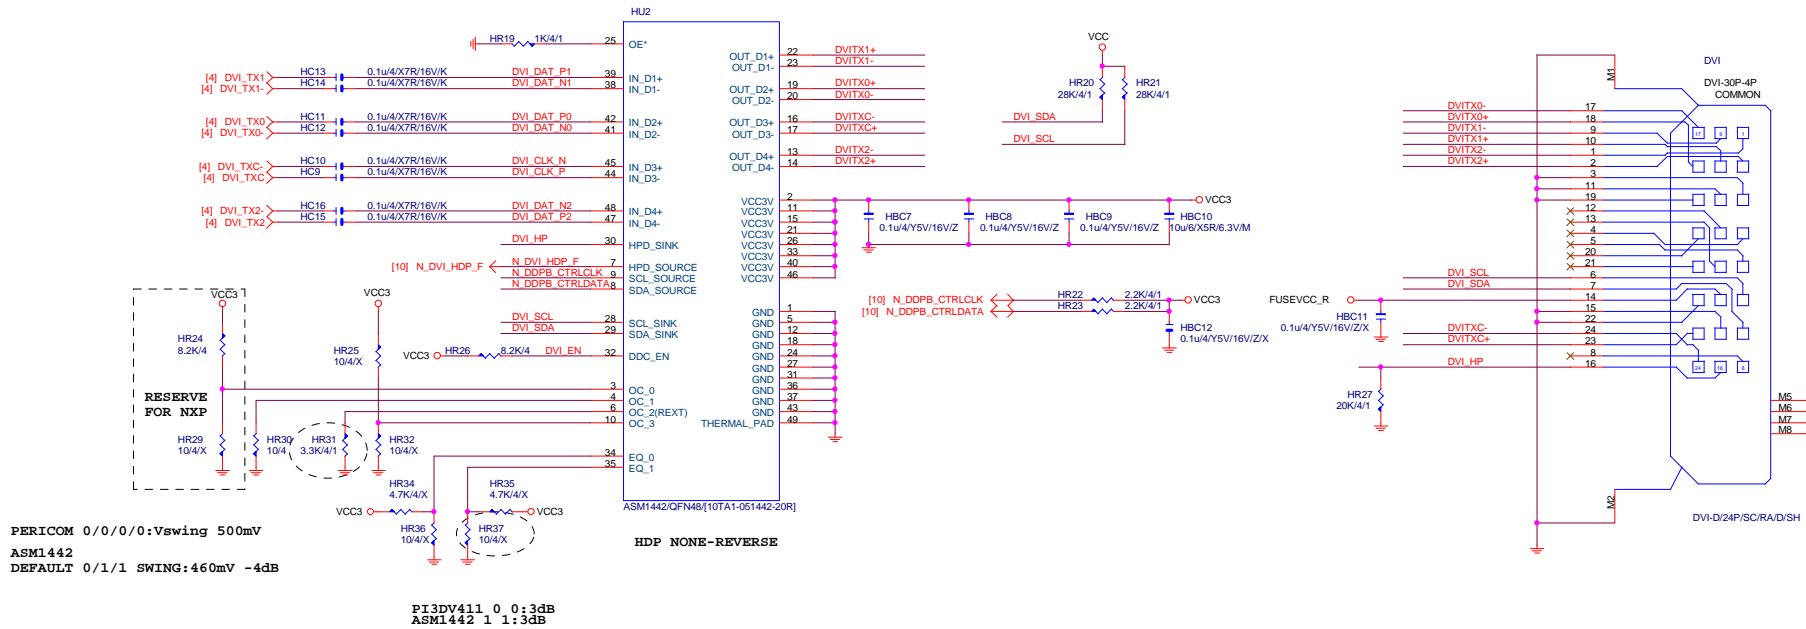 HU2
HR19 1K/4/1 25 OE*
[4] DVI_TX1 HC13 0.1u/4/X7R/16V/K DVI_DAT_P1 39 IN_D1+
[4] DVI_TX1- HC14 0.1u/4/X7R/16V/K DVI_DAT_N1 38 IN_D1-
[4] DVI_TX0 HC11 0.1u/4/X7R/16V/K DVI_DAT_P0 42 IN_D2+
[4] DVI_TX0- HC12 0.1u/4/X7R/16V/K DVI_DAT_N0 41 IN_D2-
[4] DVI_TXC- HC10 0.1u/4/X7R/16V/K DVI_CLK_N 45 IN_D3+
[4] DVI_TXC HC9 0.1u/4/X7R/16V/K DVI_CLK_P 44 IN_D3-
[4] DVI_TX2- HC16 0.1u/4/X7R/16V/K DVI_DAT_N2 48 IN_D4+
[4] DVI_TX2 HC15 0.1u/4/X7R/16V/K DVI_DAT_P2 47 IN_D4-
DVI_HP 30 HPD_SINK
[10] N_DVI_HDP_F N_DVI_HDP_F 7 HPD_SOURCE
N_DDPB_CTRLCLK 9 SCL_SOURCE
N_DDPB_CTRLDATA 8 SDA_SOURCE
DVI_SCL 28 SCL_SINK
DVI_SDA 29 SDA_SINK
VCC3 HR26 8.2K/4 DVI_EN 32 DDC_EN
3 OC_0
4 OC_1
6 OC_2(REXT)
10 OC_3
34 EQ_0
35 EQ_1
VCC3
HR24
8.2K/4
RESERVE
FOR NXP
HR29
10/4/X
HR30
10/4
HR31
3.3K/4/1
VCC3
HR25
10/4/X
HR32
10/4/X
HR34
4.7K/4/X
VCC3
HR36
10/4/X
HR35
4.7K/4/X
VCC3
HR37
10/4/X
OUT_D1+ 22 DVITX1+
OUT_D1- 23 DVITX1-
OUT_D2+ 19 DVITX0+
OUT_D2- 20 DVITX0-
OUT_D3+ 16 DVITXC-
OUT_D3- 17 DVITXC+
OUT_D4+ 13 DVITX2-
OUT_D4- 14 DVITX2+
VCC3V 2
VCC3V 11
VCC3V 15
VCC3V 21
VCC3V 26
VCC3V 33
VCC3V 40
VCC3V 46
GND 1
GND 5
GND 12
GND 18
GND 24
GND 27
GND 31
GND 36
GND 37
GND 43
THERMAL_PAD 49
ASM1442/QFN48/[10TA1-051442-20R]
HDP NONE-REVERSE
VCC
HR20
28K/4/1
HR21
28K/4/1
DVI_SDA
DVI_SCL
VCC3
HBC7
0.1u/4/Y5V/16V/Z
HBC8
0.1u/4/Y5V/16V/Z
HBC9
0.1u/4/Y5V/16V/Z
HBC10
10u/6/X5R/6.3V/M
[10] N_DDPB_CTRLCLK HR22 2.2K/4/1 VCC3
[10] N_DDPB_CTRLDATA HR23 2.2K/4/1
HBC12
0.1u/4/Y5V/16V/Z/X
DVI
DVI-30P-4P
COMMON
M1
DVITX0- 17
DVITX0+ 18
DVITX1- 9
DVITX1+ 10
DVITX2- 1
DVITX2+ 2
3
11
19
12
13
4
5
20
21
DVI_SCL 6
DVI_SDA 7
FUSEVCC_R 14
15
22
DVITXC- 24
DVITXC+ 23
8
DVI_HP 16
HBC11
0.1u/4/Y5V/16V/Z/X
HR27
20K/4/1
17 9 1
24 16 8
M5
M6
M7
M8
M2
DVI-D/24P/SC/RA/D/SH
PERICOM 0/0/0/0:Vswing 500mV
ASM1442
DEFAULT 0/1/1 SWING:460mV -4dB
PI3DV411 0 0:3dB
ASM1442 1 1:3dB